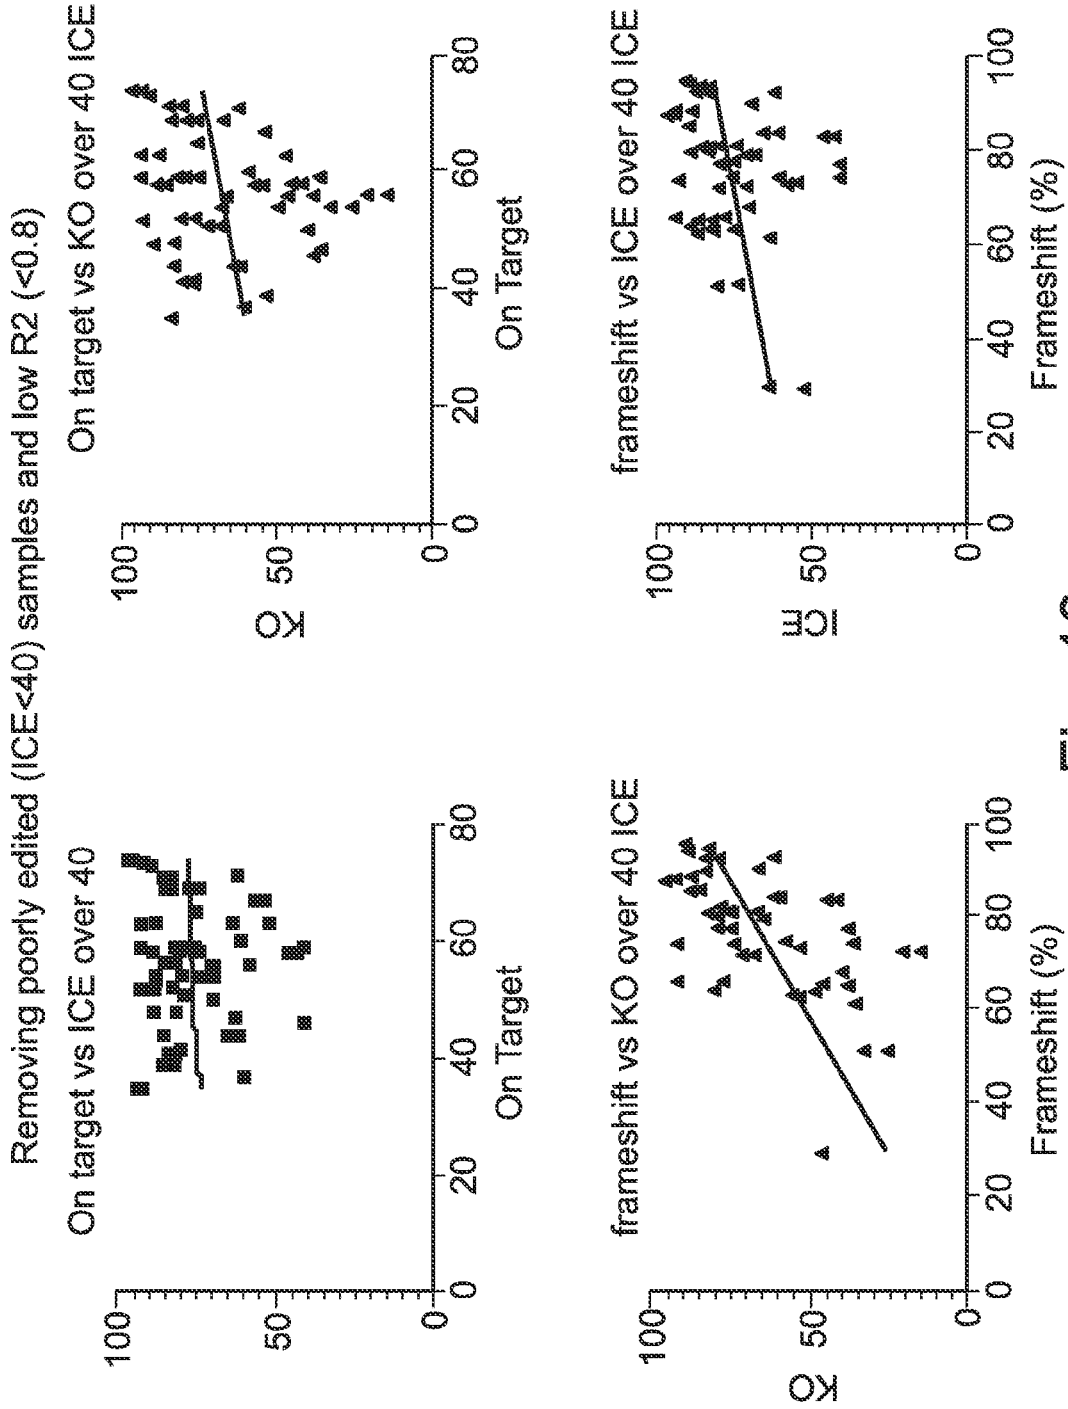 Removing poorly edited (ICE<40) samples and low R2 (<0.8)
On target vs ICE over 40
100
50
0
0
20
40
60
80
On Target
On target vs KO over 40 ICE
KO
100
50
0
0
20
40
60
80
On Target
frameshift vs KO over 40 ICE
KO
100
50
0
0
20
40
60
80
100
Frameshift (%)
frameshift vs ICE over 40 ICE
ICE
100
50
0
0
20
40
60
80
100
Frameshift (%)